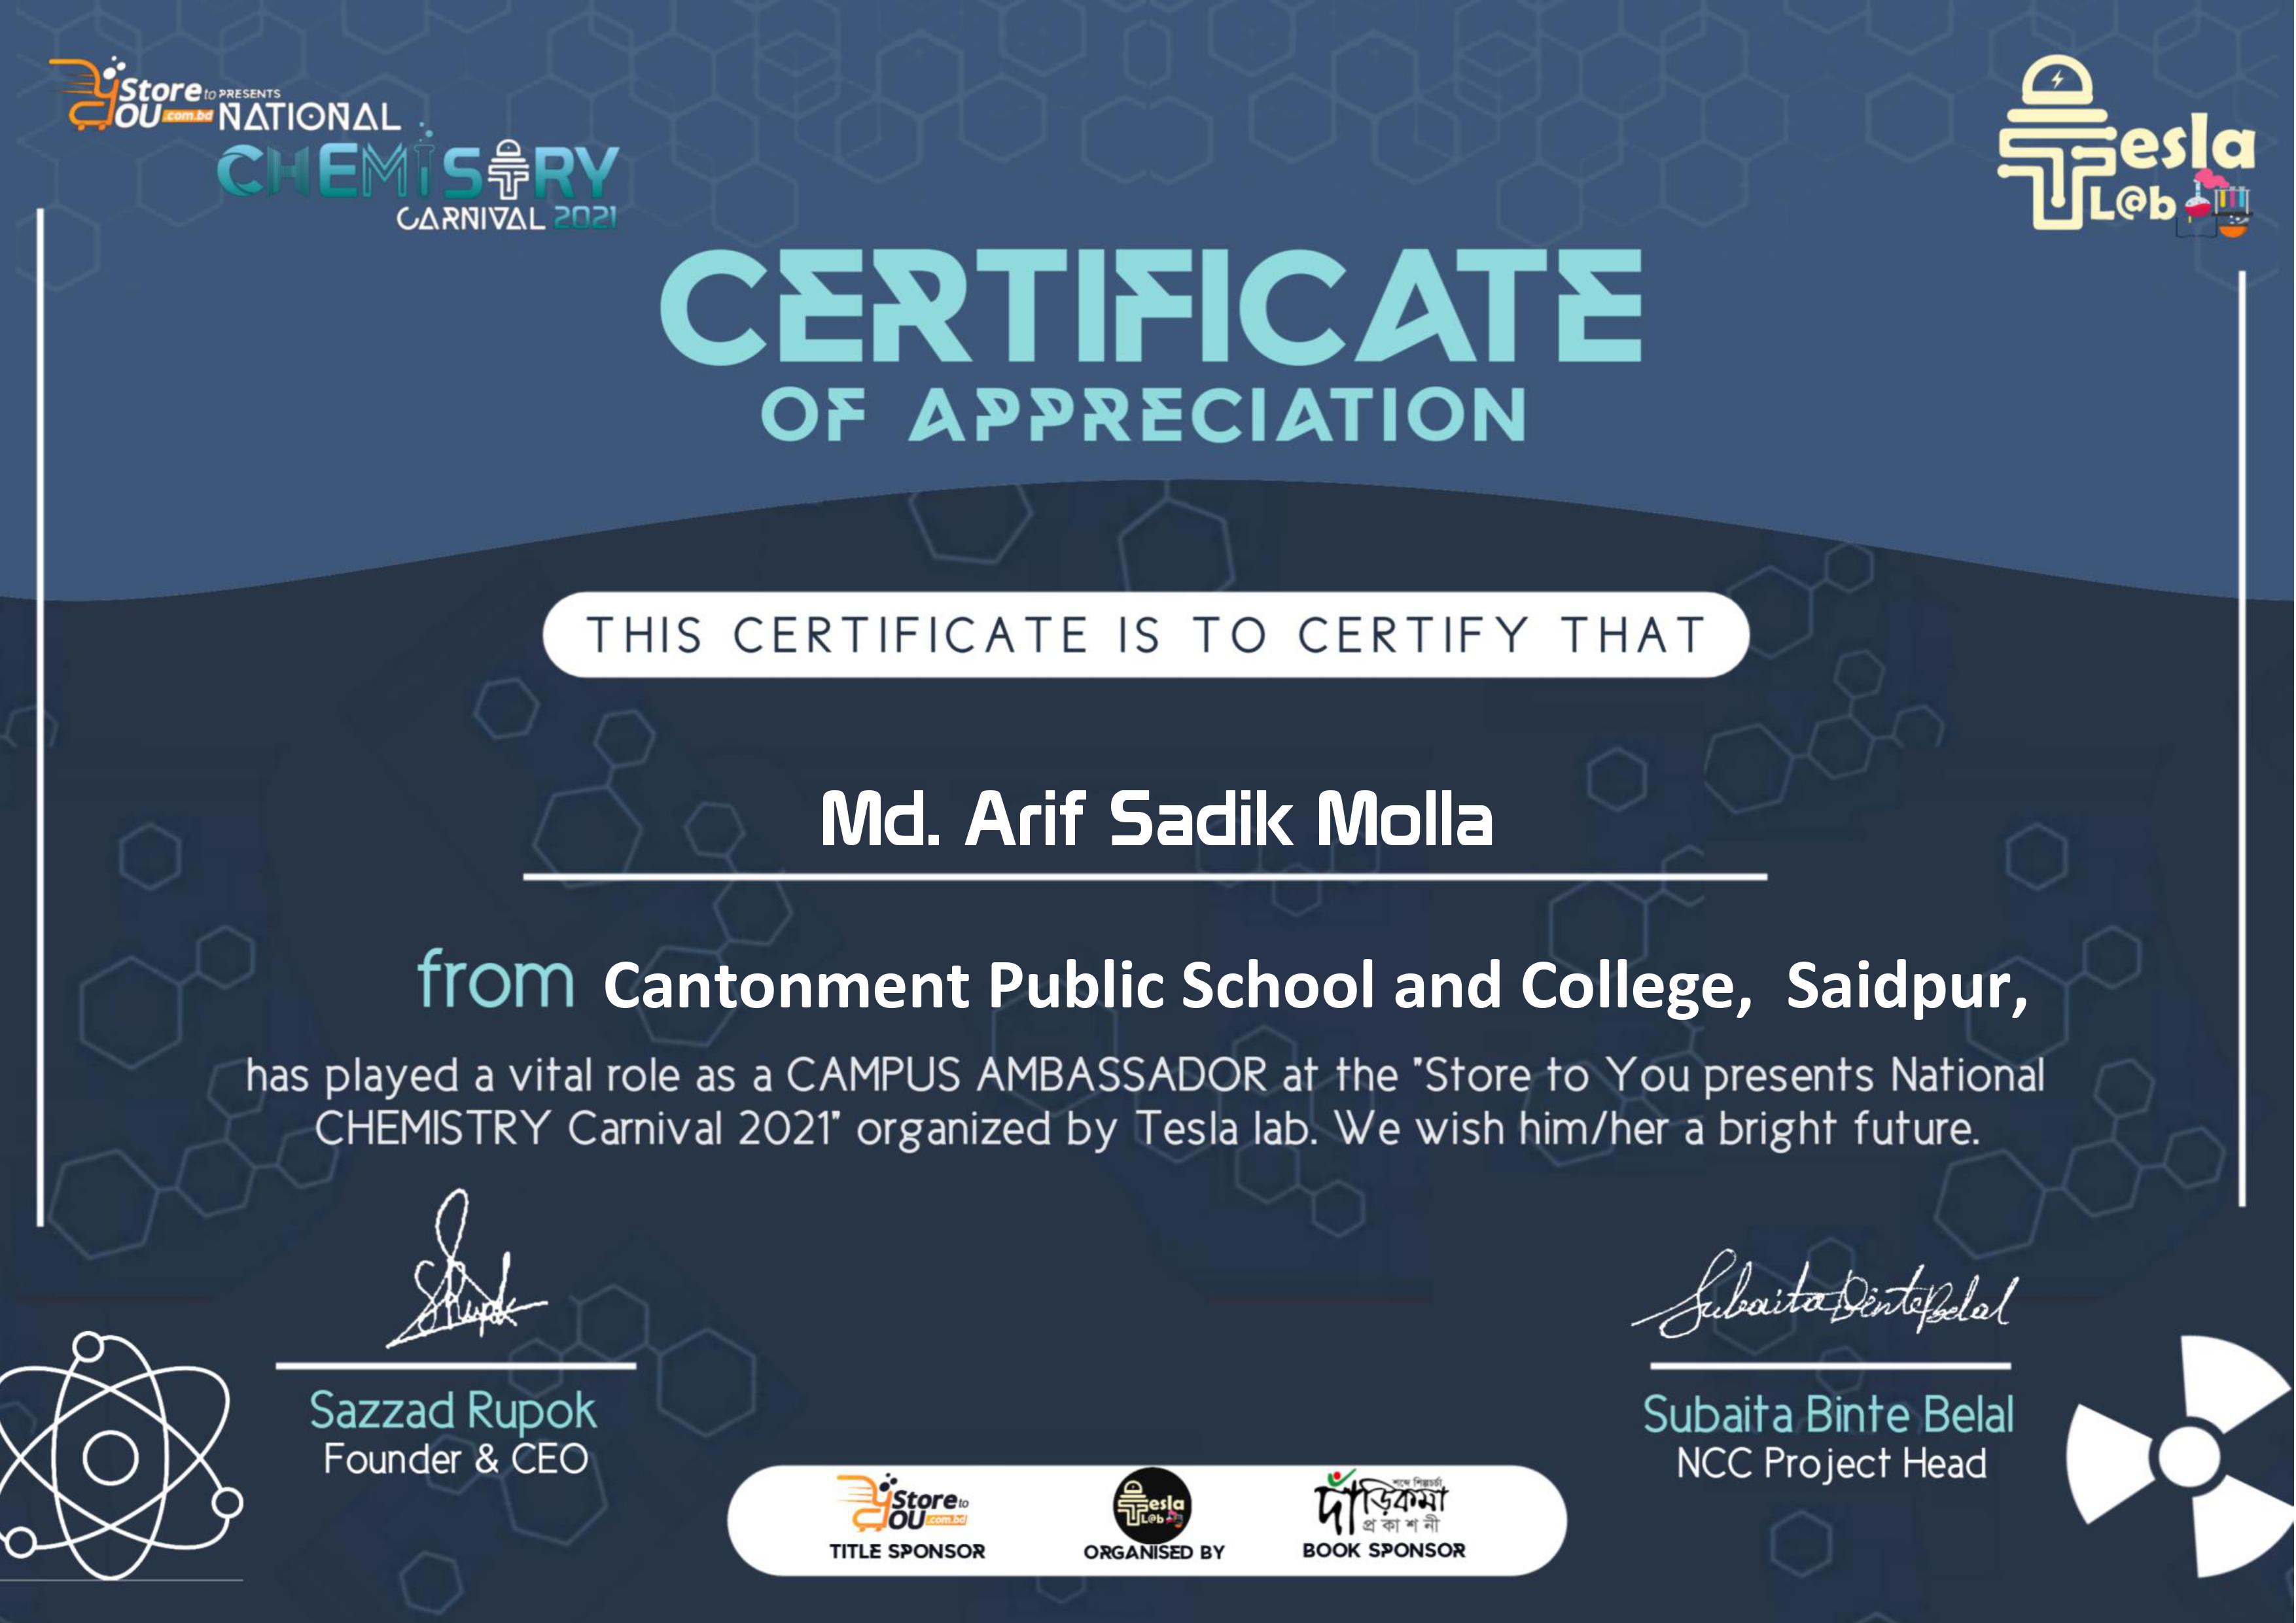 Store to PRESENTS
YOU .com.bd NATIONAL
CHEMISTRY
CARNIVAL 2021
Tesla
L@b
CERTIFICATE
OF APPRECIATION
THIS CERTIFICATE IS TO CERTIFY THAT
Md. Arif Sadik Molla
from Cantonment Public School and College, Saidpur,
has played a vital role as a CAMPUS AMBASSADOR at the "Store to You presents National
CHEMISTRY Carnival 2021" organized by Tesla lab. We wish him/her a bright future.
SRupok
Subaita Binte Belal
Sazzad Rupok
Founder & CEO
Subaita Binte Belal
NCC Project Head
Store to
YOU .com.bd
TITLE SPONSOR
Tesla
L@b
ORGANISED BY
শব্দে শিল্পচর্চা
দাঁড়িকমা
প্রকাশনী
BOOK SPONSOR